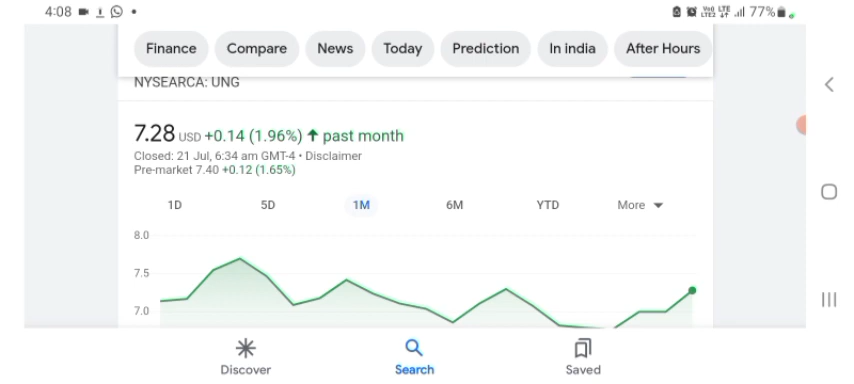 4:08
77%
Finance Compare News Today Prediction In india After Hours
NYSEARCA: UNG
7.28 USD +0.14 (1.96%) ↑ past month
Closed: 21 Jul, 6:34 am GMT-4 • Disclaimer
Pre-market 7.40 +0.12 (1.65%)
1D 5D 1M 6M YTD More
8.0
7.5
7.0
Discover Search Saved